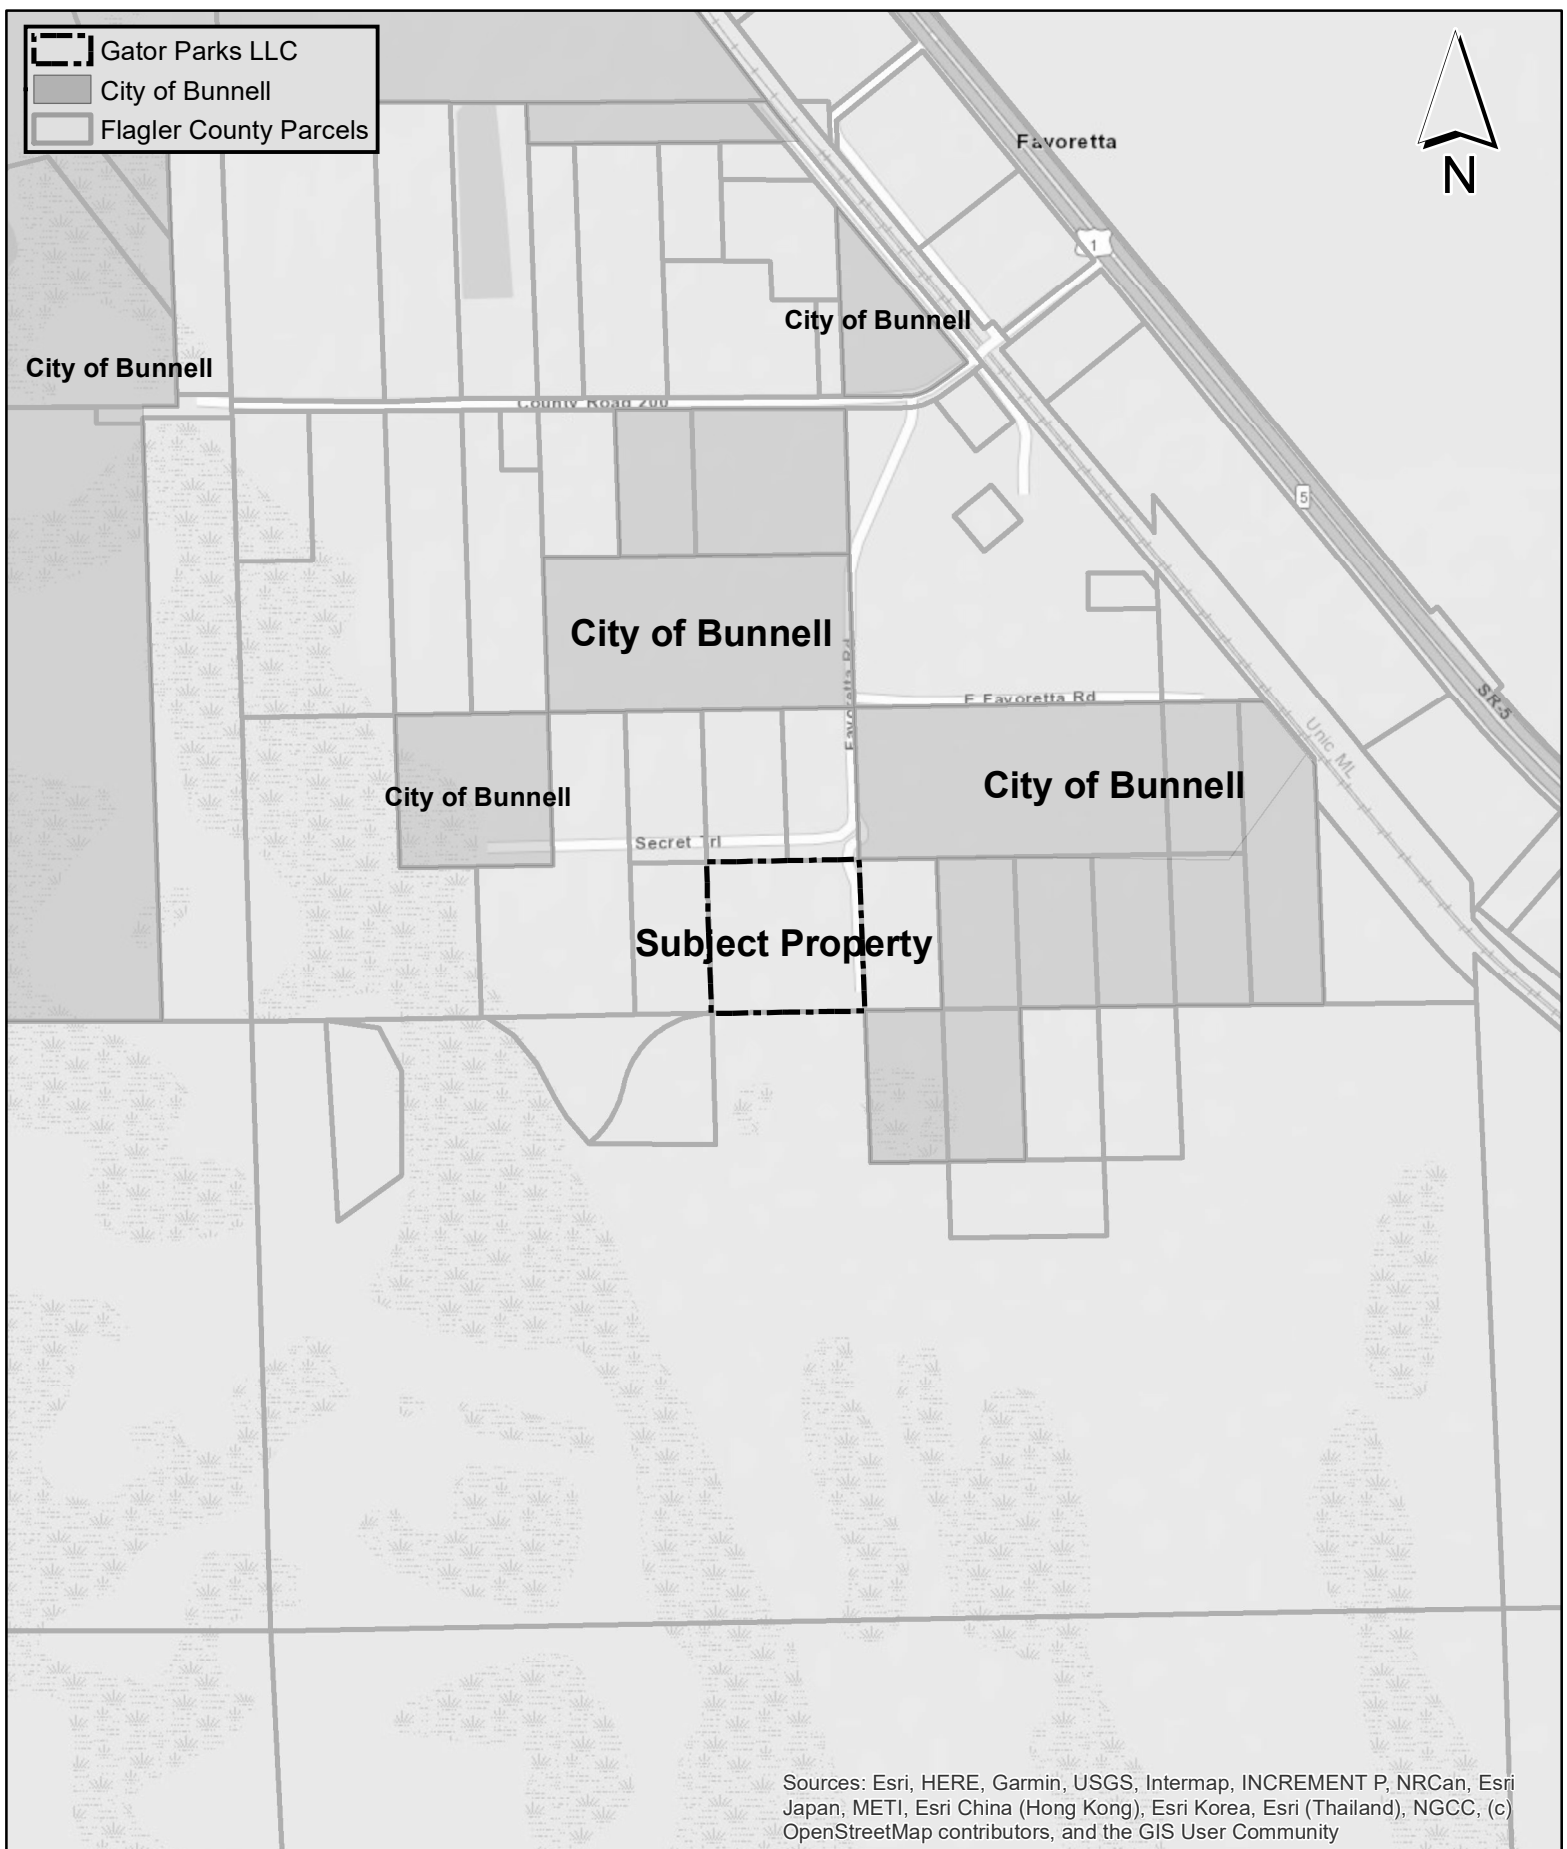 Gator Parks LLC
City of Bunnell
Flagler County Parcels
Favoretta
N
1
City of Bunnell
City of Bunnell
County Road 200
5
City of Bunnell
Favoretta Rd
E Favoretta Rd
SR-5
Unic ML
City of Bunnell
City of Bunnell
Secret Trl
Subject Property
Sources: Esri, HERE, Garmin, USGS, Intermap, INCREMENT P, NRCan, Esri
Japan, METI, Esri China (Hong Kong), Esri Korea, Esri (Thailand), NGCC, (c)
OpenStreetMap contributors, and the GIS User Community